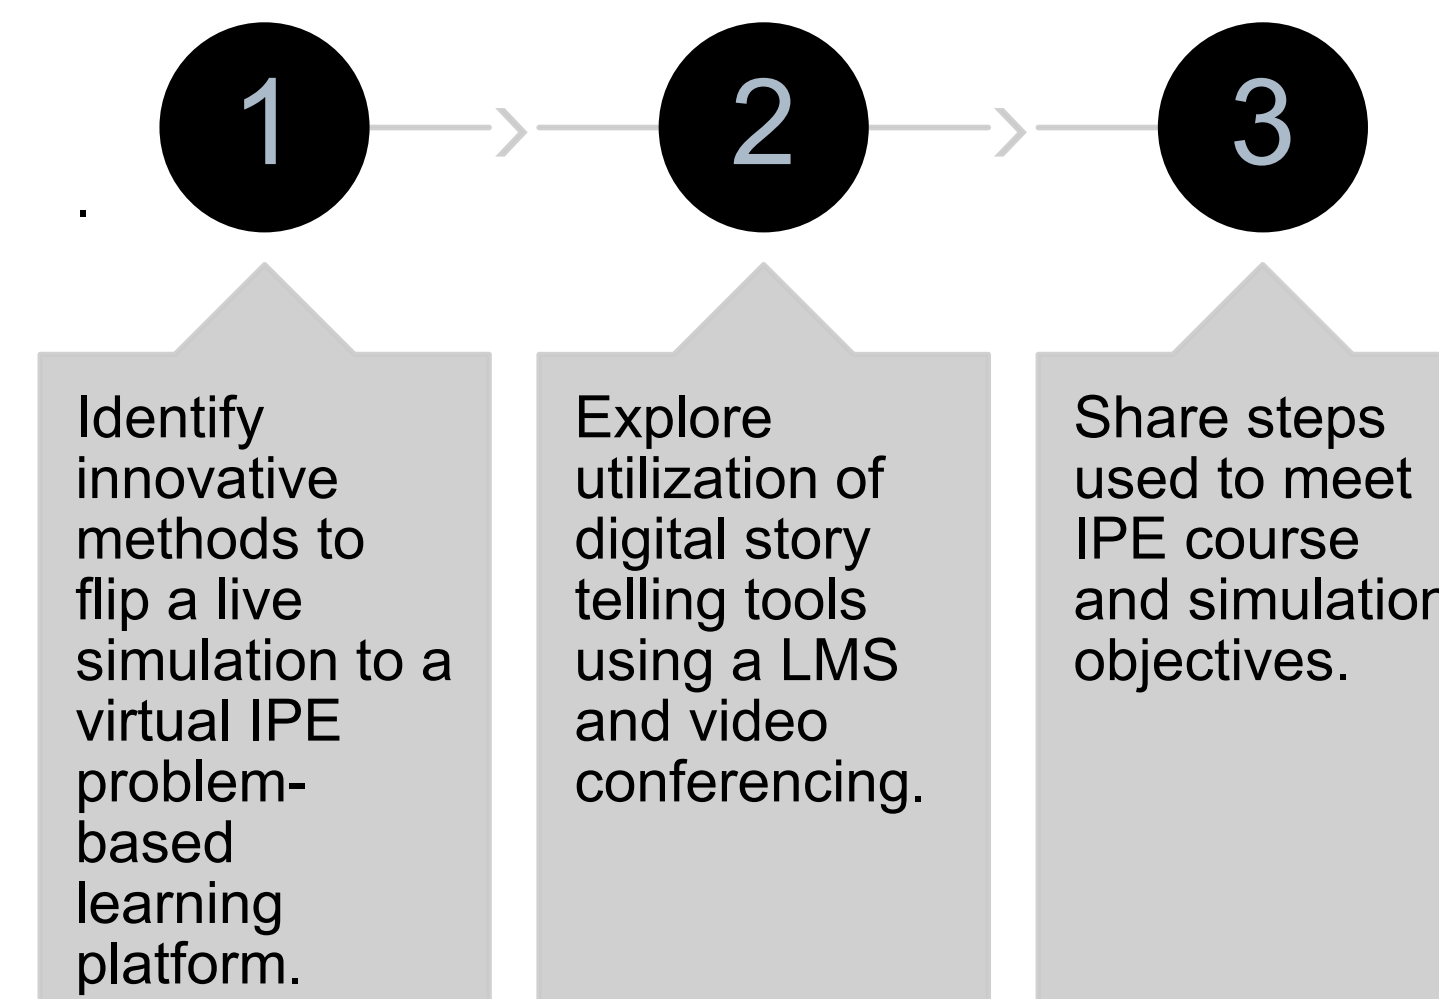 1
2
3
.
Identify
innovative
methods to
flip a live
simulation to a
virtual IPE
problem-
based
learning
platform.
Explore
utilization of
digital story
telling tools
using a LMS
and video
conferencing.
Share steps
used to meet
IPE course
and simulation
objectives.